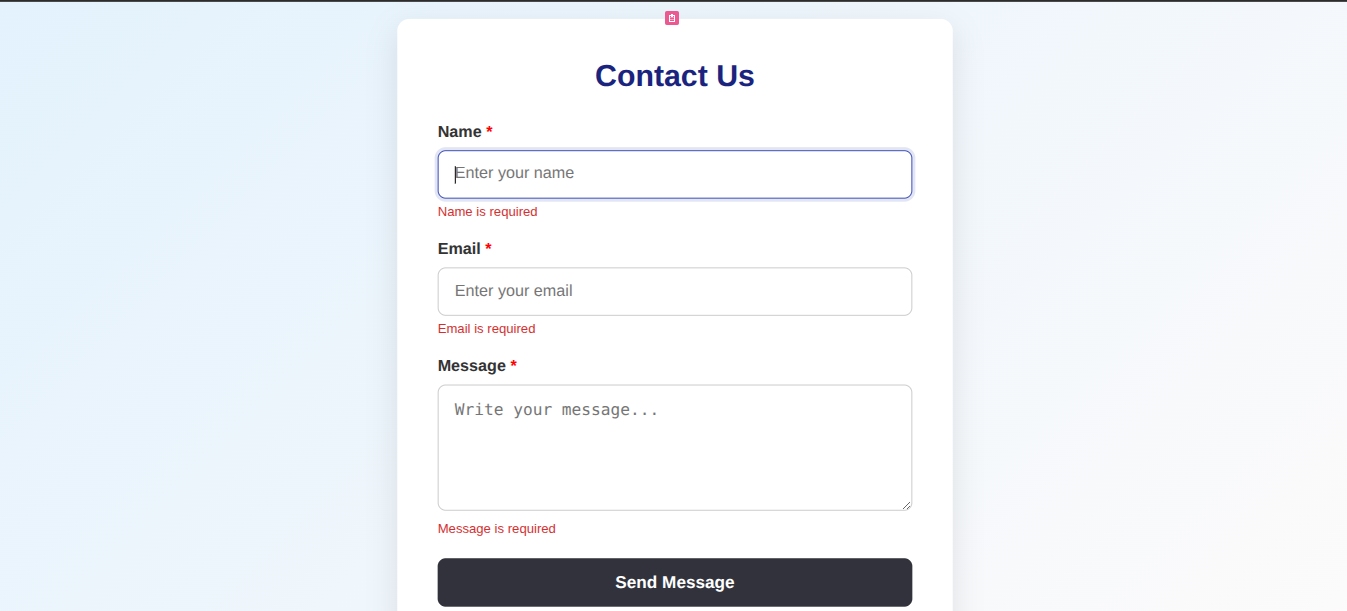 Contact Us
Name *
Enter your name
Name is required
Email *
Enter your email
Email is required
Message *
Write your message...
Message is required
Send Message